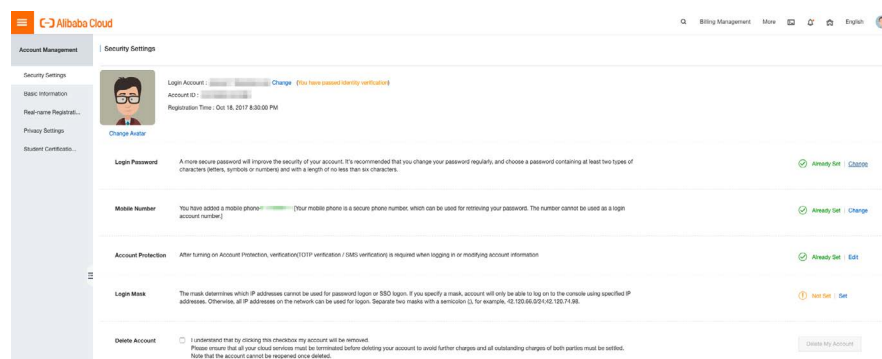 Alibaba Cloud
Billing Management More English
Account Management
Security Settings
Security Settings
Basic Information
Real-name Registrati...
Privacy Settings
Student Certificatio...
Login Account : Change (You have passed identity verification)
Account ID :
Registration Time : Oct 18, 2017 8:30:00 PM
Change Avatar
Login Password
A more secure password will improve the security of your account. It's recommended that you change your password regularly, and choose a password containing at least two types of
characters (letters, symbols or numbers) and with a length of no less than six characters.
Already Set | Change
Mobile Number
You have added a mobile phone- [Your mobile phone is a secure phone number, which can be used for retrieving your password. The number cannot be used as a login
account number.]
Already Set | Change
Account Protection
After turning on Account Protection, verification(TOTP verification / SMS verification) is required when logging in or modifying account information
Already Set | Edit
Login Mask
The mask determines which IP addresses cannot be used for password logon or SSO logon. If you specify a mask, account will only be able to log on to the console using specified IP
addresses. Otherwise, all IP addresses on the network can be used for logon. Separate two masks with a semicolon (;), for example, 42.120.66.0/24;42.120.74.98.
Not Set | Set
Delete Account
I understand that by clicking this checkbox my account will be removed.
Please ensure that all your cloud services must be terminated before deleting your account to avoid further charges and all outstanding charges of both parties must be settled.
Note that the account cannot be reopened once deleted.
Delete My Account